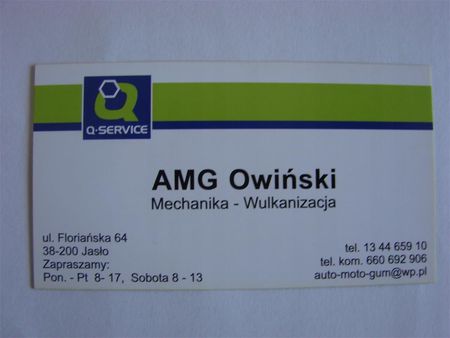 Q-SERVICE
AMG Owiński
Mechanika - Wulkanizacja
ul. Floriańska 64
38-200 Jasło
Zapraszamy:
Pon. - Pt 8- 17, Sobota 8 - 13
tel. 13 44 659 10
tel. kom. 660 692 906
auto-moto-gum@wp.pl